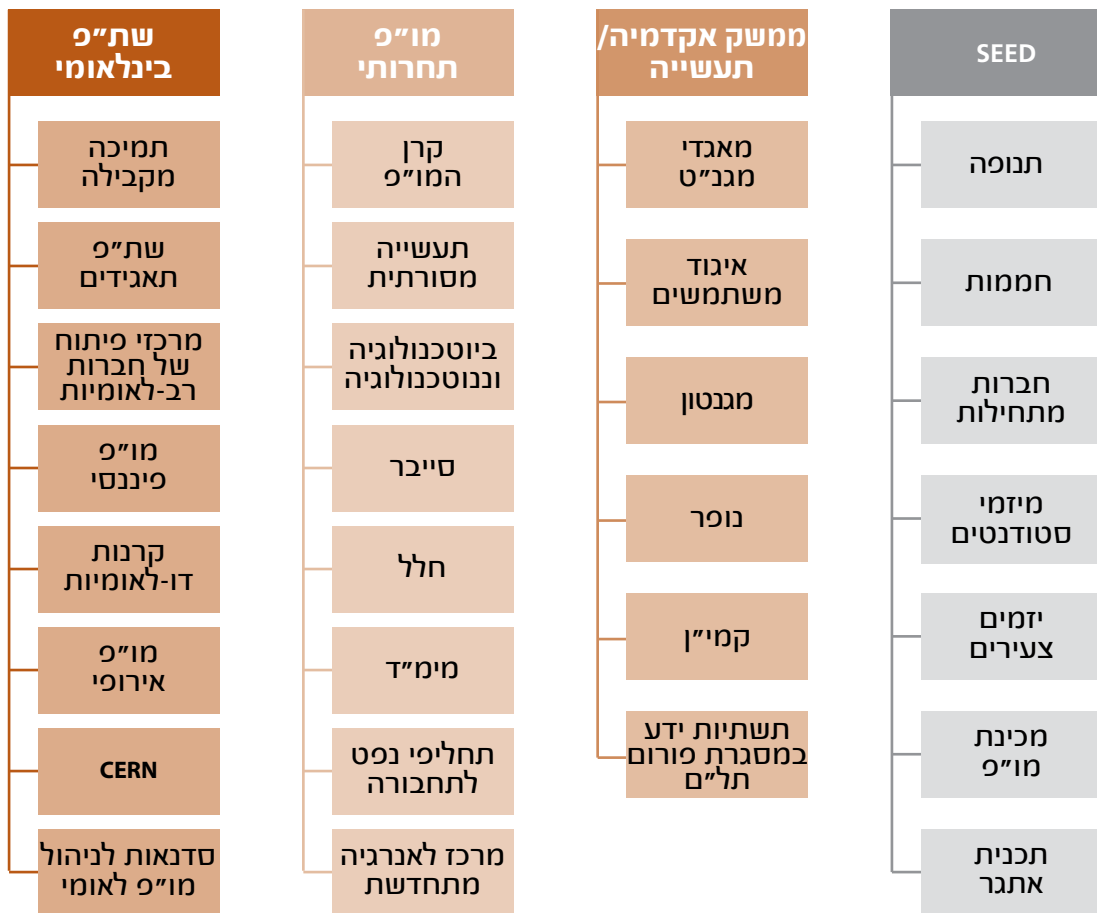 SEED
תנופה
חממות
חברות
מתחילות
מיזמי
סטודנטים
יזמים
צעירים
מכינת
מו״פ
תכנית
אתגר
ממשק אקדמיה/
תעשייה
מאגדי
מגנ״ט
איגוד
משתמשים
מגנטון
נופר
קמי״ן
תשתיות ידע
במסגרת פורום
תל״ם
מו״פ
תחרותי
קרן
המו״פ
תעשייה
מסורתית
ביוטכנולוגיה
וננוטכנולוגיה
סייבר
חלל
מימ״ד
תחליפי נפט
לתחבורה
מרכז לאנרגיה
מתחדשת
שת״פ
בינלאומי
תמיכה
מקבילה
שת״פ
תאגידים
מרכזי פיתוח
של חברות
רב-לאומיות
מו״פ
פיננסי
קרנות
דו-לאומיות
מו״פ
אירופי
CERN
סדנאות לניהול
מו״פ לאומי